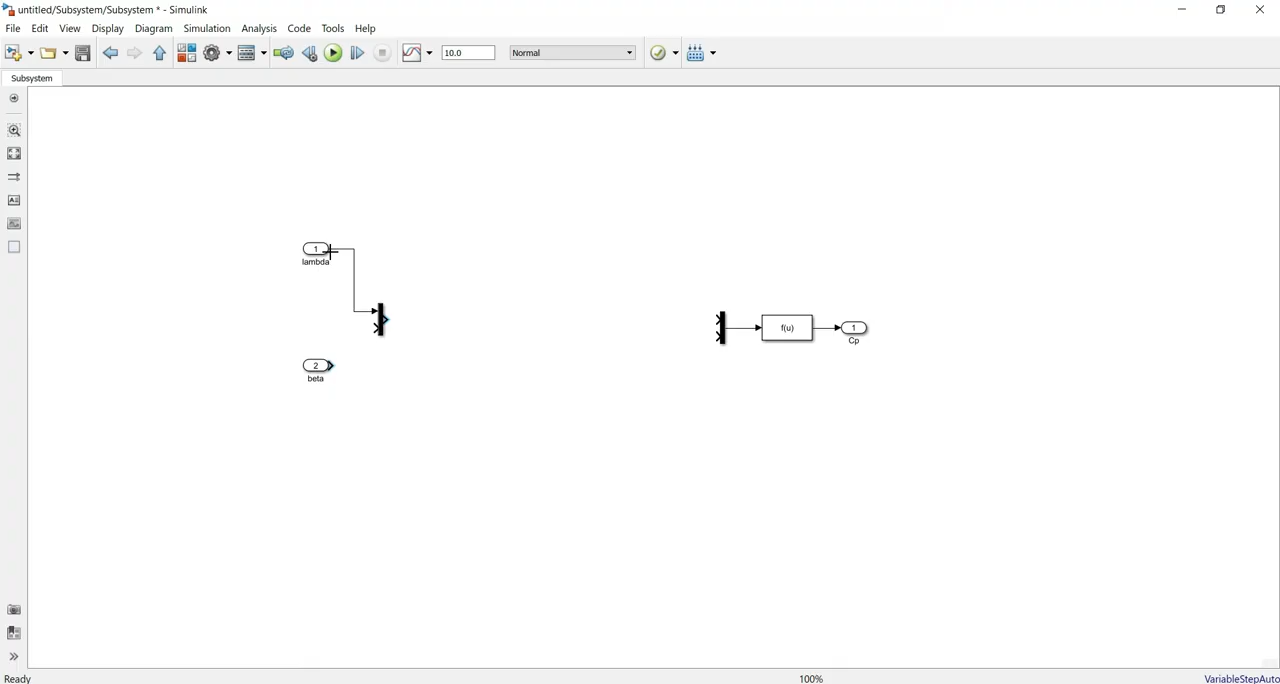 untitled/Subsystem/Subsystem * - Simulink
File Edit View Display Diagram Simulation Analysis Code Tools Help
10.0 Normal
Subsystem
1
lambda
2
beta
f(u)
1
Cp
Ready 100% VariableStepAuto